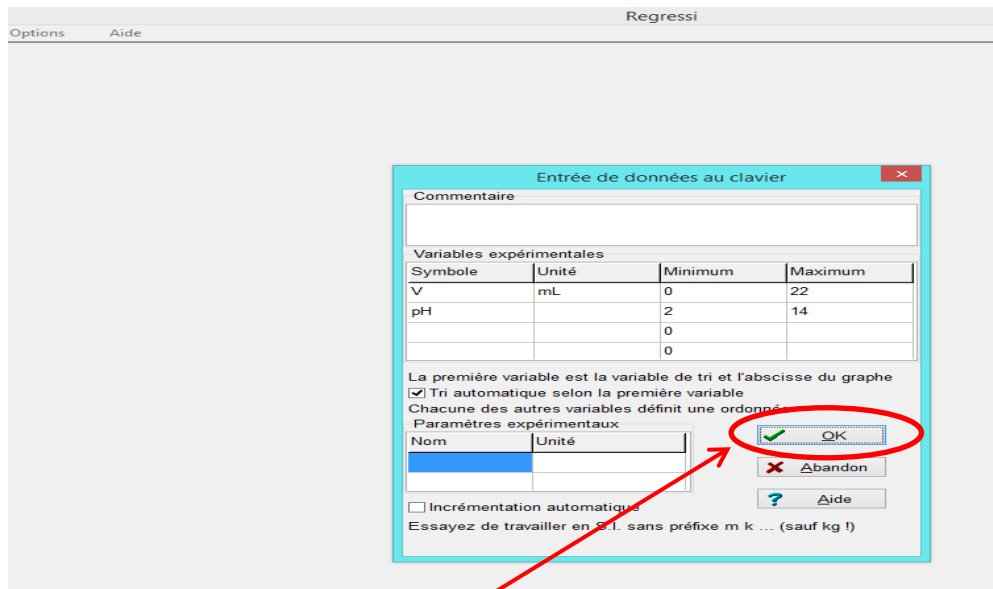 Regressi
Options Aide
Entrée de données au clavier
Commentaire
Variables expérimentales
Symbole Unité Minimum Maximum
V mL 0 22
pH 2 14
0
0
La première variable est la variable de tri et l'abscisse du graphe
Tri automatique selon la première variable
Chacune des autres variables définit une ordonnée
Paramètres expérimentaux
Nom Unité
OK
Abandon
Aide
Incrémentation automatique
Essayez de travailler en S.I. sans préfixe m k ... (sauf kg !)